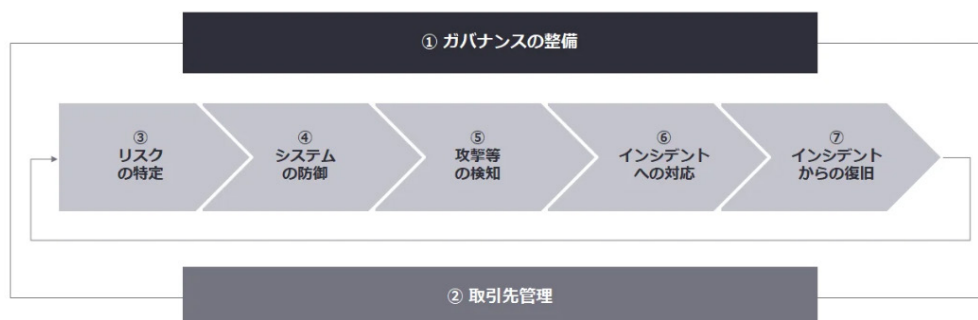 ① ガバナンスの整備
③
リスク
の特定
④
システム
の防御
⑤
攻撃等
の検知
⑥
インシデント
への対応
⑦
インシデント
からの復旧
② 取引先管理